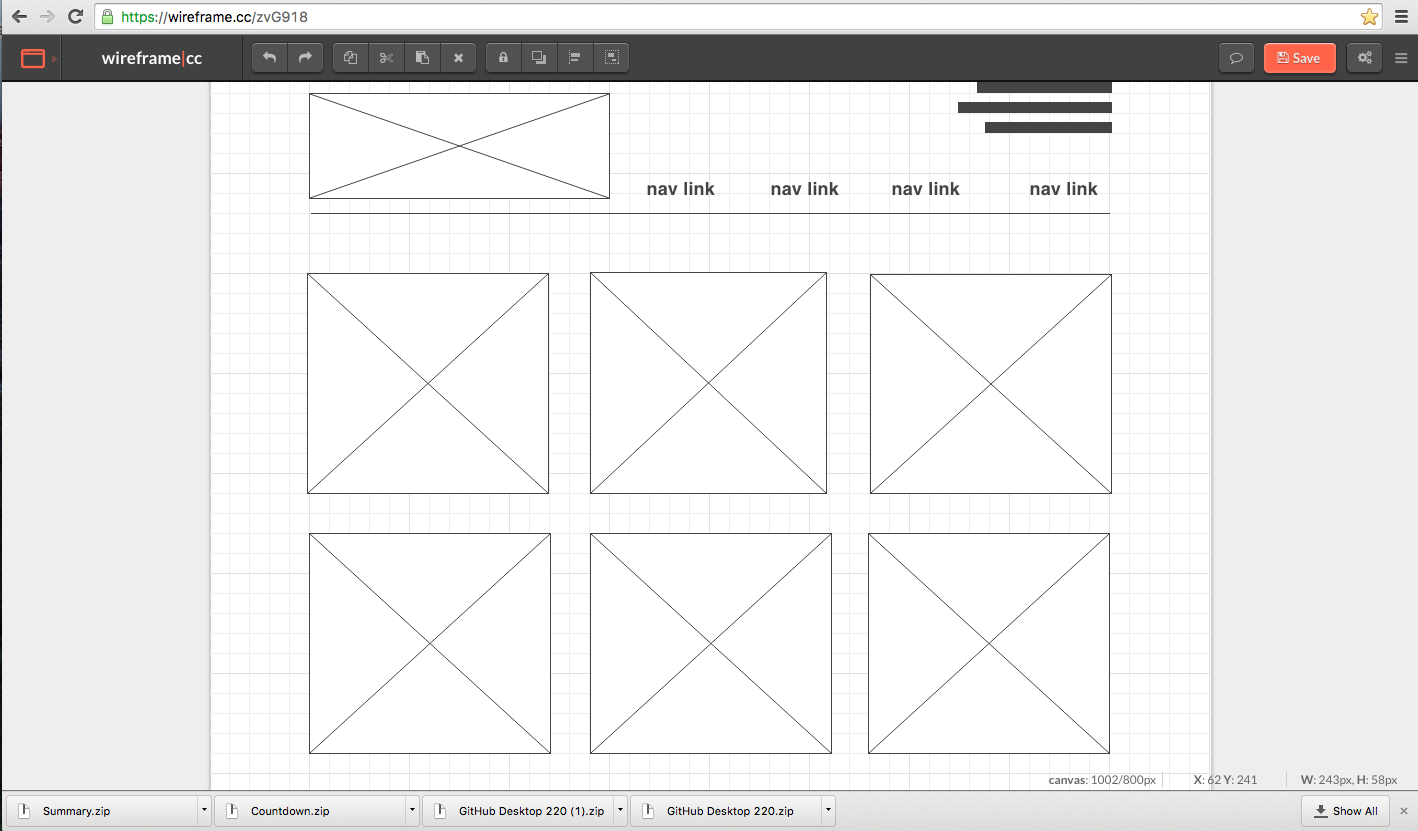 https://wireframe.cc/zvG918
wireframe|cc
Save
nav link nav link nav link nav link
canvas: 1002/800px X: 62 Y: 241 W: 243px, H: 58px
Summary.zip Countdown.zip GitHub Desktop 220 (1).zip GitHub Desktop 220.zip Show All